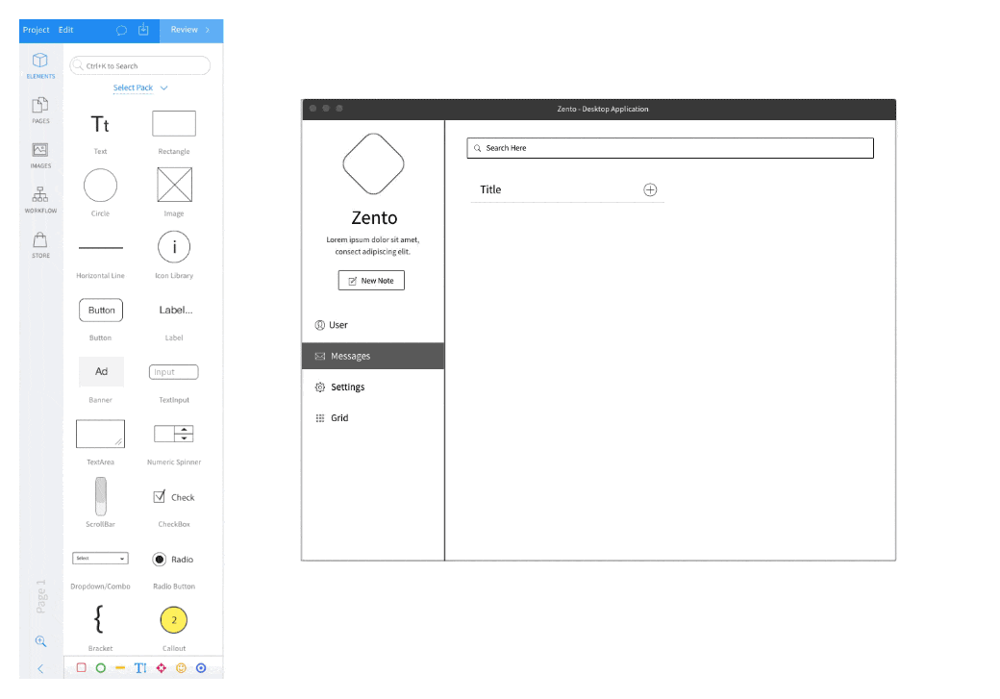 Project Edit
Review
ELEMENTS
PAGES
IMAGES
WORKFLOW
STORE
Page 1
Ctrl+K to Search
Select Pack
Tt
Text
Rectangle
Circle
Image
Horizontal Line
i
Icon Library
Button
Button
Label...
Label
Ad
Banner
Input
TextInput
TextArea
Numeric Spinner
ScrollBar
Check
CheckBox
Select
Dropdown/Combo
Radio
Radio Button
{
Bracket
2
Callout
T
Zento - Desktop Application
Zento
Lorem ipsum dolor sit amet,
consect adipiscing elit.
New Note
User
Messages
Settings
Grid
Search Here
Title